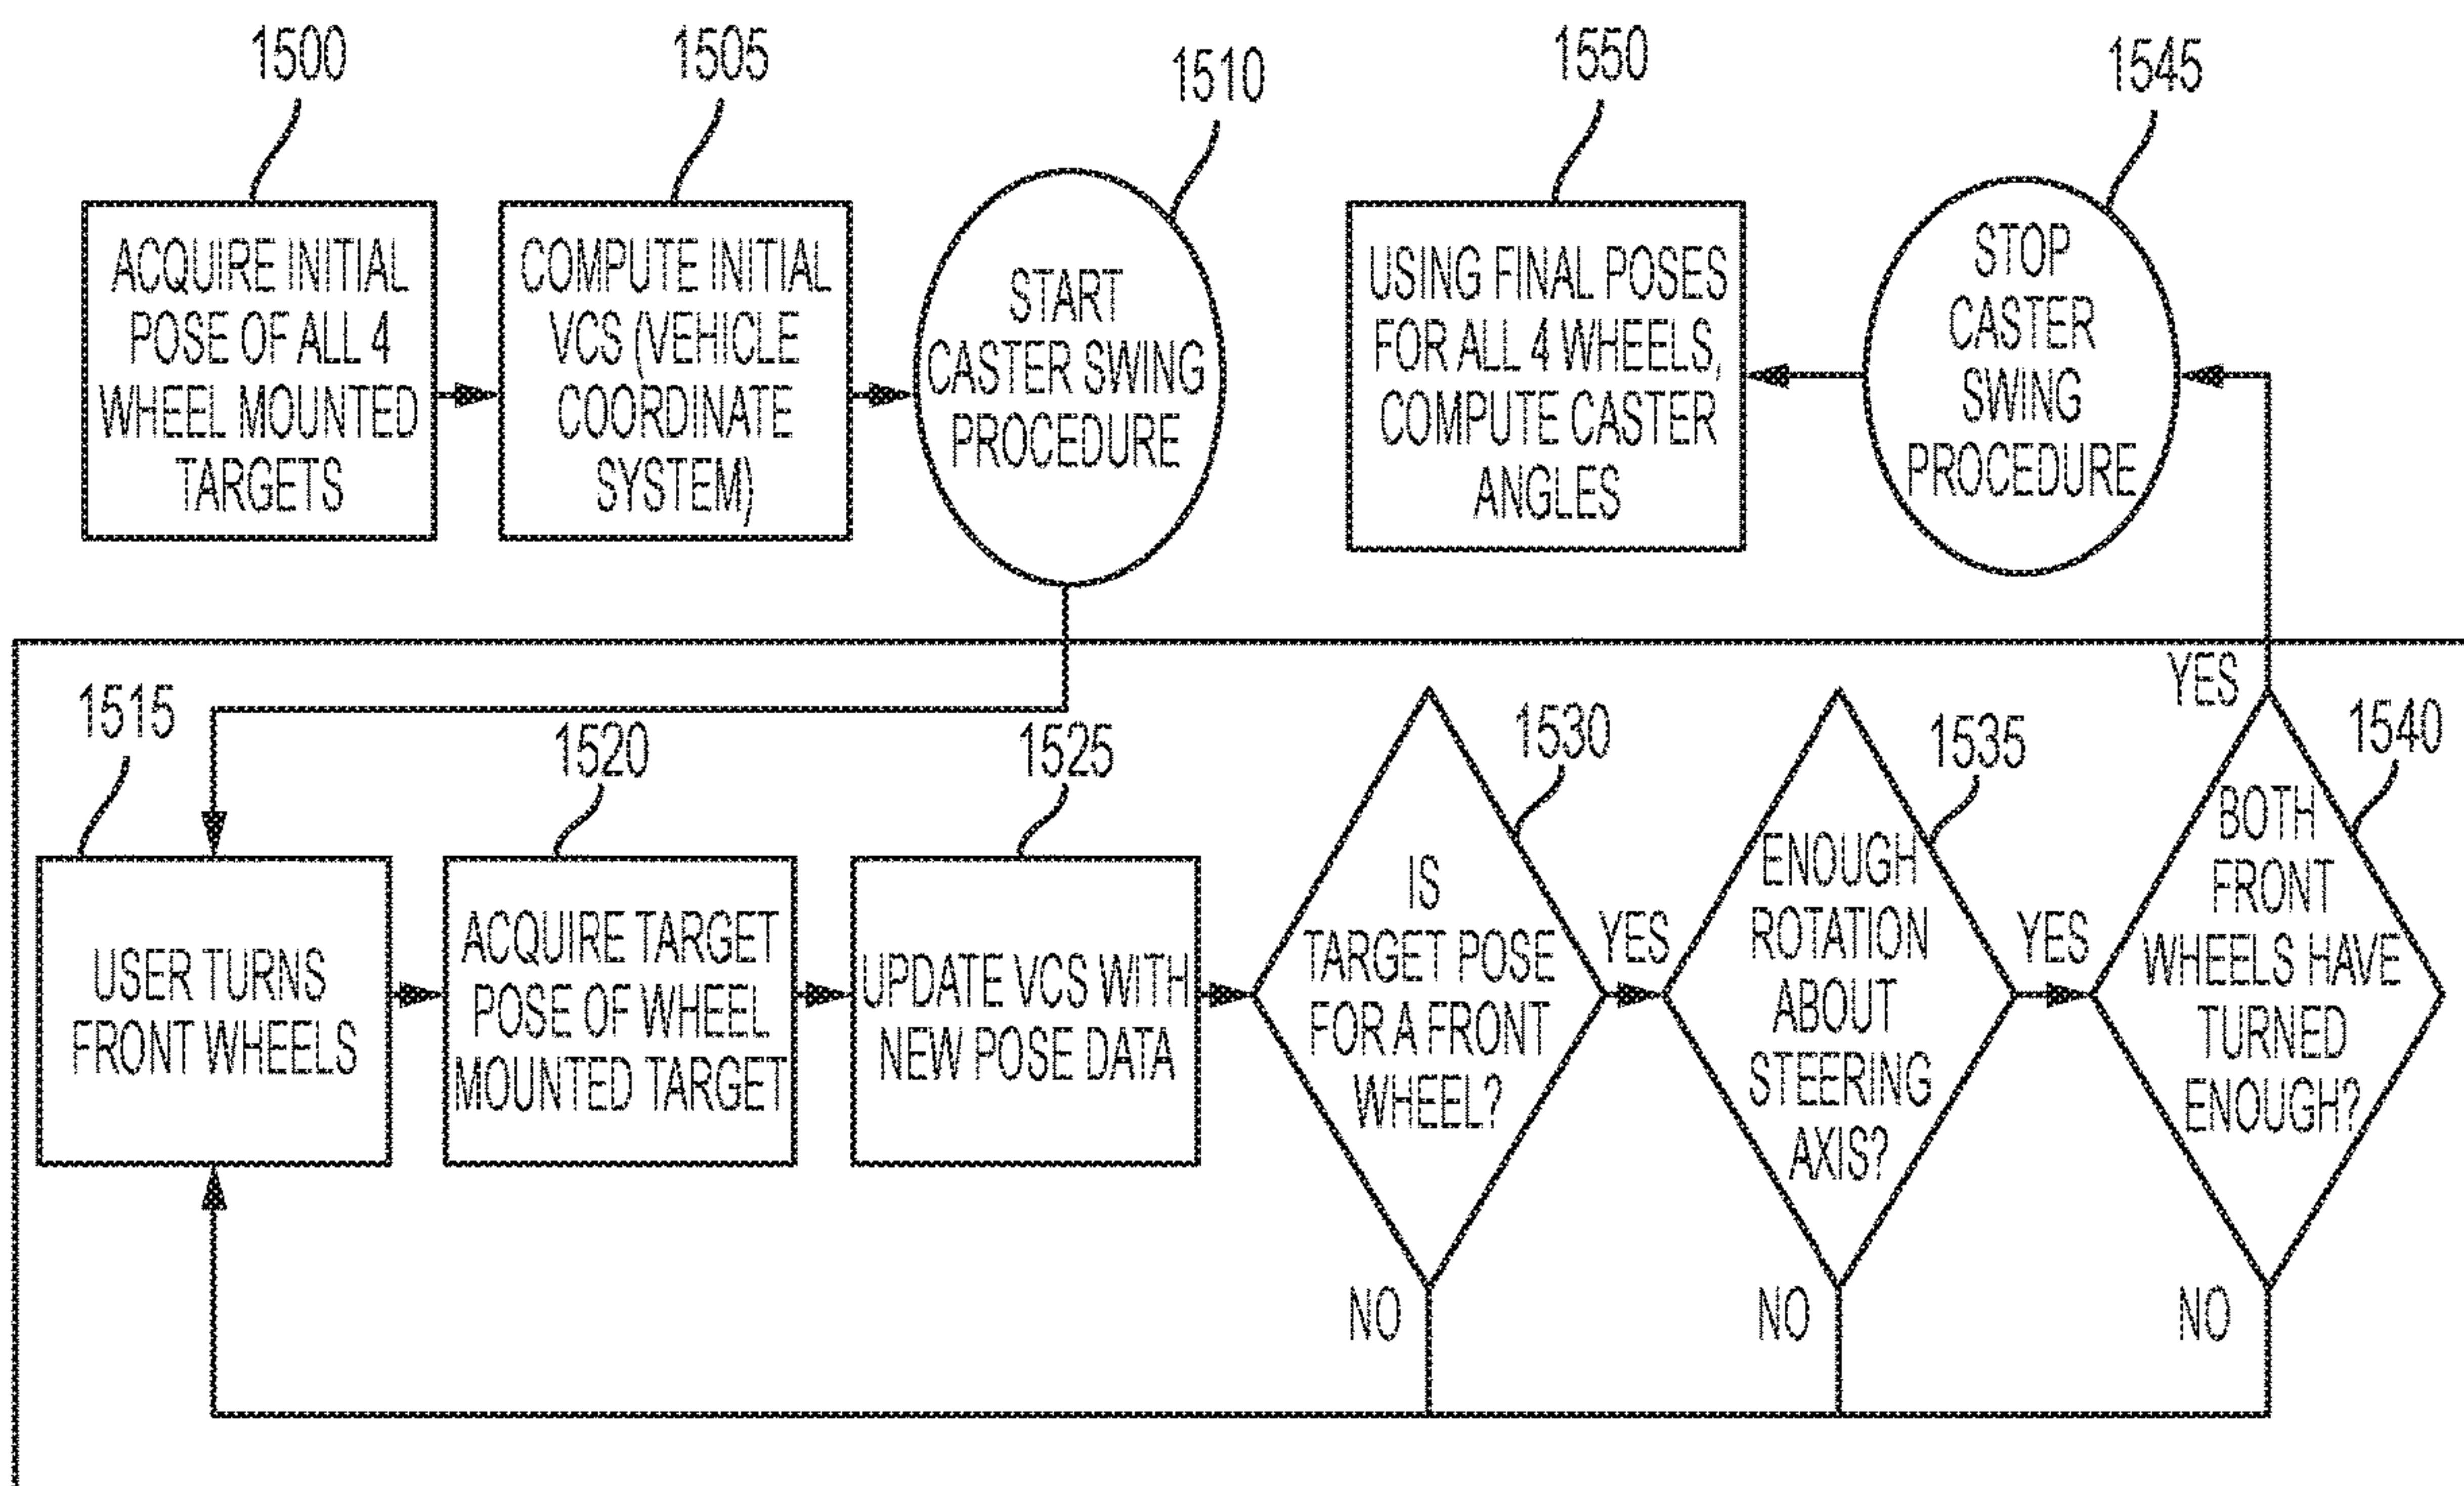 1500
1505
1510
1550
1545
ACQUIRE INITIAL
POSE OF ALL 4
WHEEL MOUNTED
TARGETS
COMPUTE INITIAL
VCS (VEHICLE
COORDINATE
SYSTEM)
START
CASTER SWING
PROCEDURE
USING FINAL POSES
FOR ALL 4 WHEELS,
COMPUTE CASTER
ANGLES
STOP
CASTER
SWING
PROCEDURE
1515
1520
1525
1530
1535
1540
USER TURNS
FRONT WHEELS
ACQUIRE TARGET
POSE OF WHEEL
MOUNTED TARGET
UPDATE VCS WITH
NEW POSE DATA
IS
TARGET POSE
FOR A FRONT
WHEEL?
YES
NO
ENOUGH
ROTATION
ABOUT
STEERING
AXIS?
YES
NO
BOTH
FRONT
WHEELS HAVE
TURNED
ENOUGH?
YES
NO